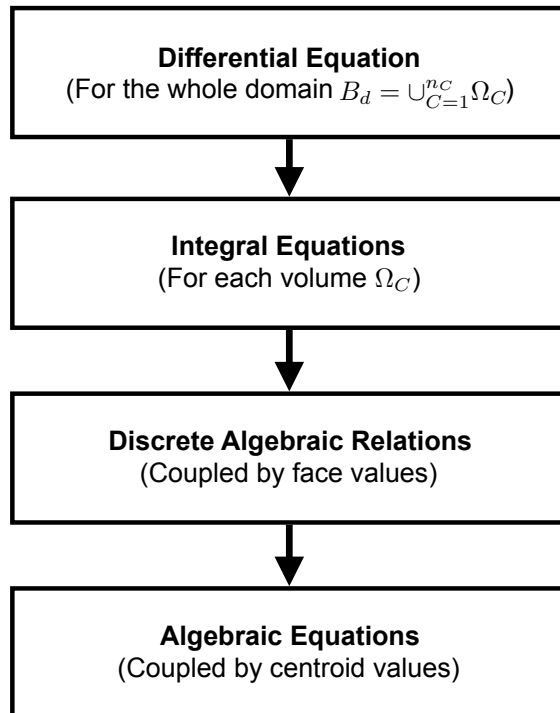 Differential Equation
(For the whole domain $B_d = \cup_{C=1}^{n_C} \Omega_C$)
Integral Equations
(For each volume $\Omega_C$)
Discrete Algebraic Relations
(Coupled by face values)
Algebraic Equations
(Coupled by centroid values)